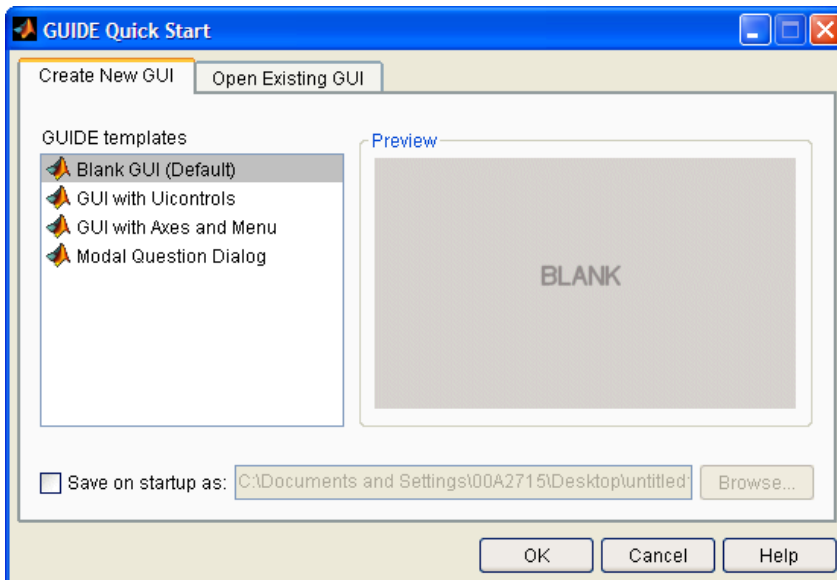 GUIDE Quick Start
Create New GUI
Open Existing GUI
GUIDE templates
Blank GUI (Default)
GUI with Uicontrols
GUI with Axes and Menu
Modal Question Dialog
Preview
BLANK
Save on startup as:
C:\Documents and Settings\00A2715\Desktop\untitled
Browse...
OK
Cancel
Help